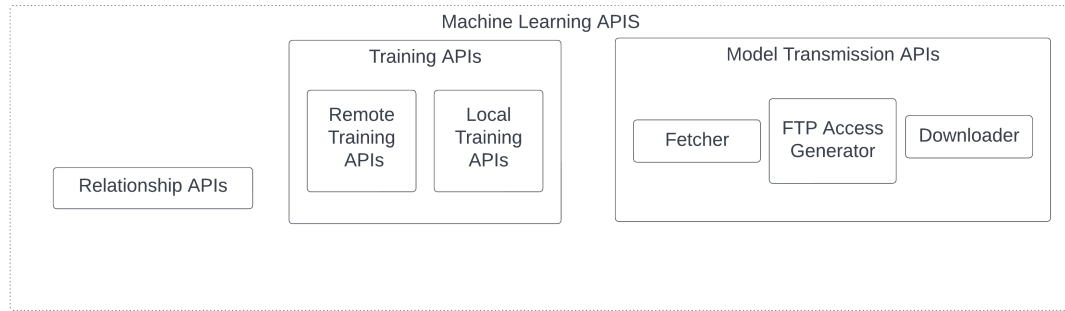 Machine Learning APIS
Training APIs
Model Transmission APIs
Remote
Training
APIs
Local
Training
APIs
Fetcher
FTP Access
Generator
Downloader
Relationship APIs